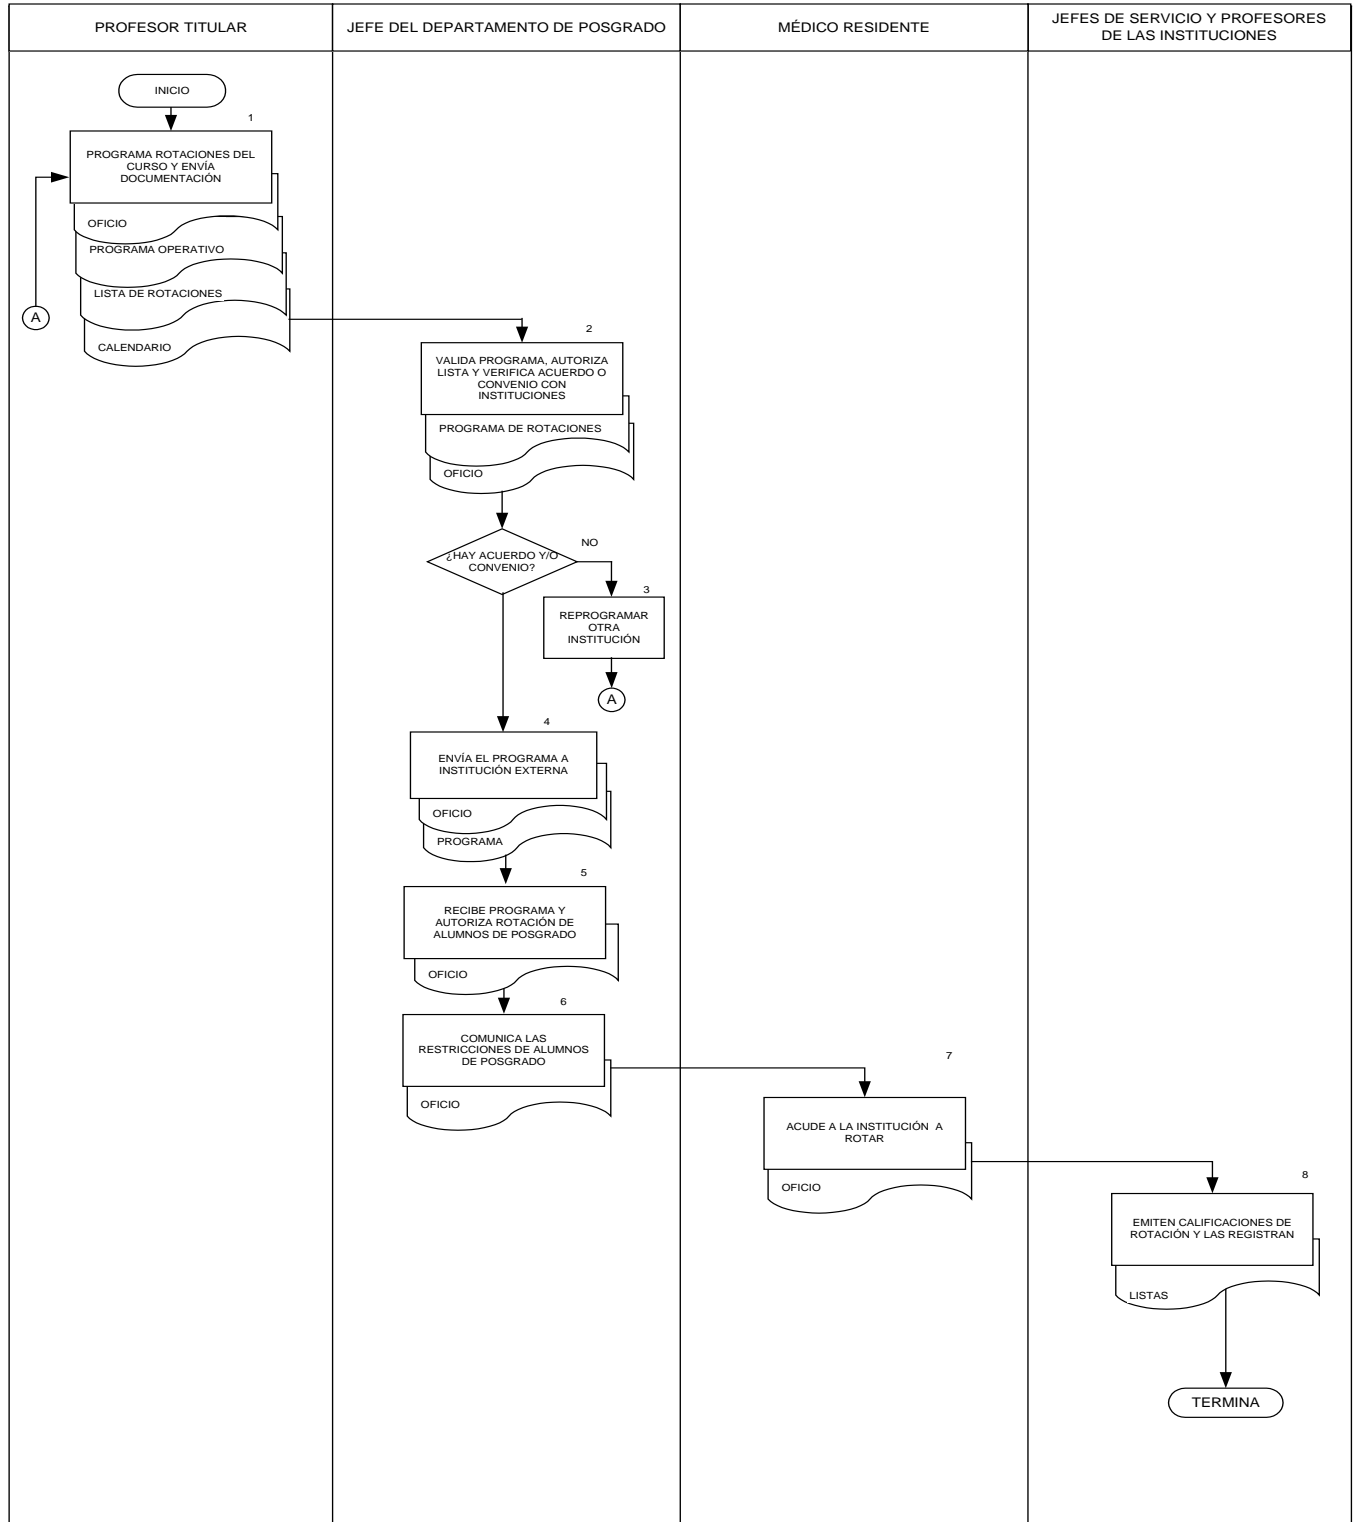 PROFESOR TITULAR
JEFE DEL DEPARTAMENTO DE POSGRADO
MÉDICO RESIDENTE
JEFES DE SERVICIO Y PROFESORES
DE LAS INSTITUCIONES
INICIO
1
PROGRAMA ROTACIONES DEL
CURSO Y ENVÍA
DOCUMENTACIÓN
OFICIO
PROGRAMA OPERATIVO
LISTA DE ROTACIONES
CALENDARIO
A
2
VALIDA PROGRAMA, AUTORIZA
LISTA Y VERIFICA ACUERDO O
CONVENIO CON
INSTITUCIONES
PROGRAMA DE ROTACIONES
OFICIO
¿HAY ACUERDO Y/O
CONVENIO?
NO
3
REPROGRAMAR
OTRA
INSTITUCIÓN
A
4
ENVÍA EL PROGRAMA A
INSTITUCIÓN EXTERNA
OFICIO
PROGRAMA
5
RECIBE PROGRAMA Y
AUTORIZA ROTACIÓN DE
ALUMNOS DE POSGRADO
OFICIO
6
COMUNICA LAS
RESTRICCIONES DE ALUMNOS
DE POSGRADO
OFICIO
7
ACUDE A LA INSTITUCIÓN A
ROTAR
OFICIO
8
EMITEN CALIFICACIONES DE
ROTACIÓN Y LAS REGISTRAN
LISTAS
TERMINA